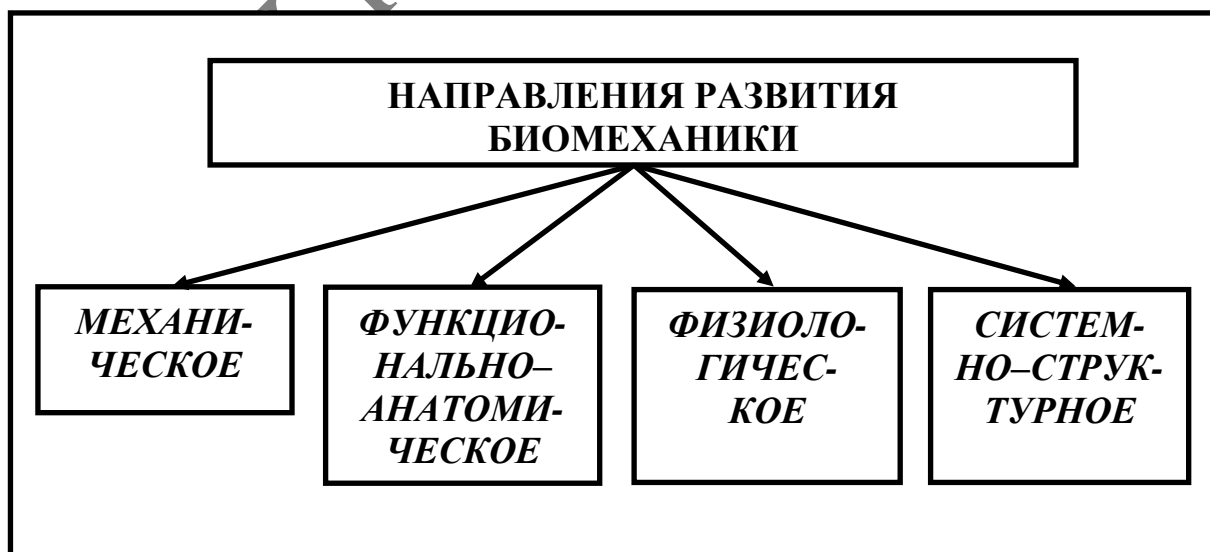 НАПРАВЛЕНИЯ РАЗВИТИЯ
БИОМЕХАНИКИ
МЕХАНИ-
ЧЕСКОЕ
ФУНКЦИО-
НАЛЬНО–
АНАТОМИ-
ЧЕСКОЕ
ФИЗИОЛО-
ГИЧЕС-
КОЕ
СИСТЕМ-
НО–СТРУК-
ТУРНОЕ